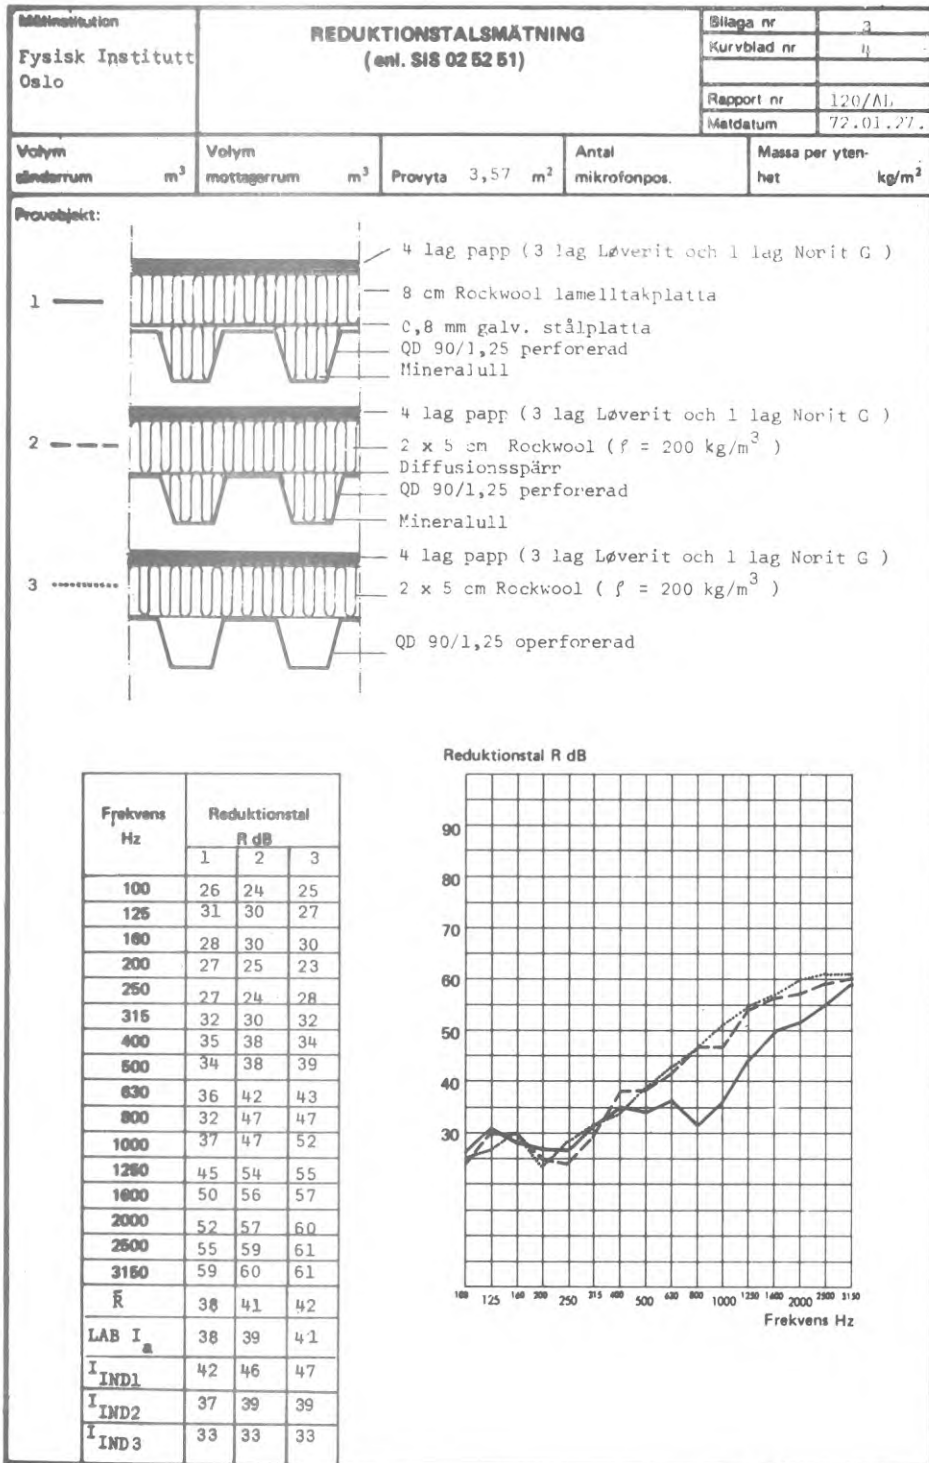 Mätinstitution
Fysisk Institutt
Oslo
REDUKTIONSTALSMÄTNING
(enl. SIS 02 52 51)
Bilaga nr 3
Kurvblad nr 4
Rapport nr 120/AL
Matdatum 72.01.27.
Volym
sändarrum m³
Volym
mottagerrum m³
Provyta 3,57 m²
Antal
mikrofonpos.
Massa per yten-
het kg/m²
Provobjekt:
1
4 lag papp (3 lag Løverit och 1 lag Norit G )
8 cm Rockwool lamelltakplatta
0,8 mm galv. stålplatta
QD 90/1,25 perforerad
Mineralull
2
4 lag papp (3 lag Løverit och 1 lag Norit G )
2 x 5 cm Rockwool (ρ = 200 kg/m³ )
Diffusionsspärr
QD 90/1,25 perforerad
Mineralull
3
4 lag papp (3 lag Løverit och 1 lag Norit G )
2 x 5 cm Rockwool ( ρ = 200 kg/m³ )
QD 90/1,25 operforerad
Frekvens Reduktionstal
Hz R dB
1 2 3
100 26 24 25
125 31 30 27
160 28 30 30
200 27 25 23
250 27 24 28
315 32 30 32
400 35 38 34
500 34 38 39
630 36 42 43
800 32 47 47
1000 37 47 52
1250 45 54 55
1600 50 56 57
2000 52 57 60
2500 55 59 61
3150 59 60 61
R̄ 38 41 42
LAB I a 38 39 41
I IND1 42 46 47
I IND2 37 39 39
I IND3 33 33 33
Reduktionstal R dB
90
80
70
60
50
40
30
100 125 160 200 250 315 400 500 630 800 1000 1250 1600 2000 2500 3150
Frekvens Hz